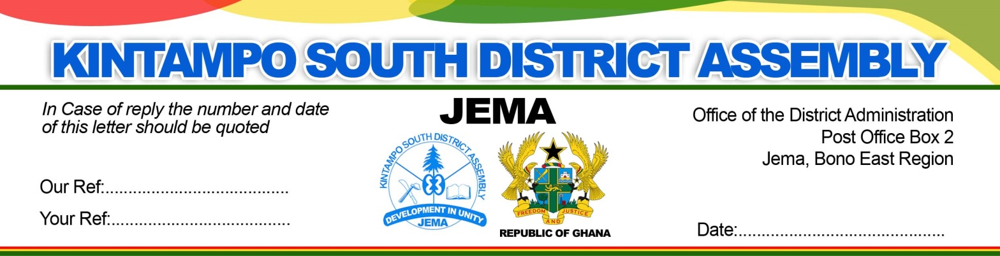 KINTAMPO SOUTH DISTRICT ASSEMBLY
In Case of reply the number and date
of this letter should be quoted
Our Ref:........................................
Your Ref:.......................................
JEMA
KINTAMPO SOUTH DISTRICT ASSEMBLY
DEVELOPMENT IN UNITY
JEMA
FREEDOM AND JUSTICE
REPUBLIC OF GHANA
Office of the District Administration
Post Office Box 2
Jema, Bono East Region
Date:.............................................